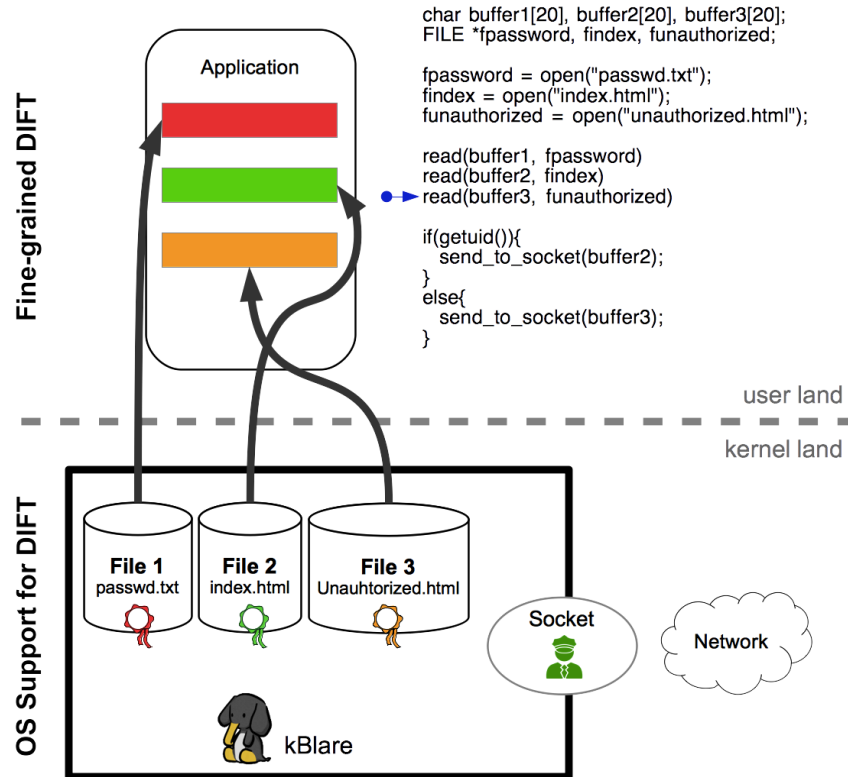 char buffer1[20], buffer2[20], buffer3[20];
FILE *fpassword, findex, funauthorized;
fpassword = open("passwd.txt");
findex = open("index.html");
funauthorized = open("unauthorized.html");
read(buffer1, fpassword)
read(buffer2, findex)
read(buffer3, funauthorized)
if(getuid()){
send_to_socket(buffer2);
}
else{
send_to_socket(buffer3);
}
Application
Fine-grained DIFT
user land
kernel land
OS Support for DIFT
File 1
passwd.txt
File 2
index.html
File 3
Unauhtorized.html
Socket
Network
kBlare